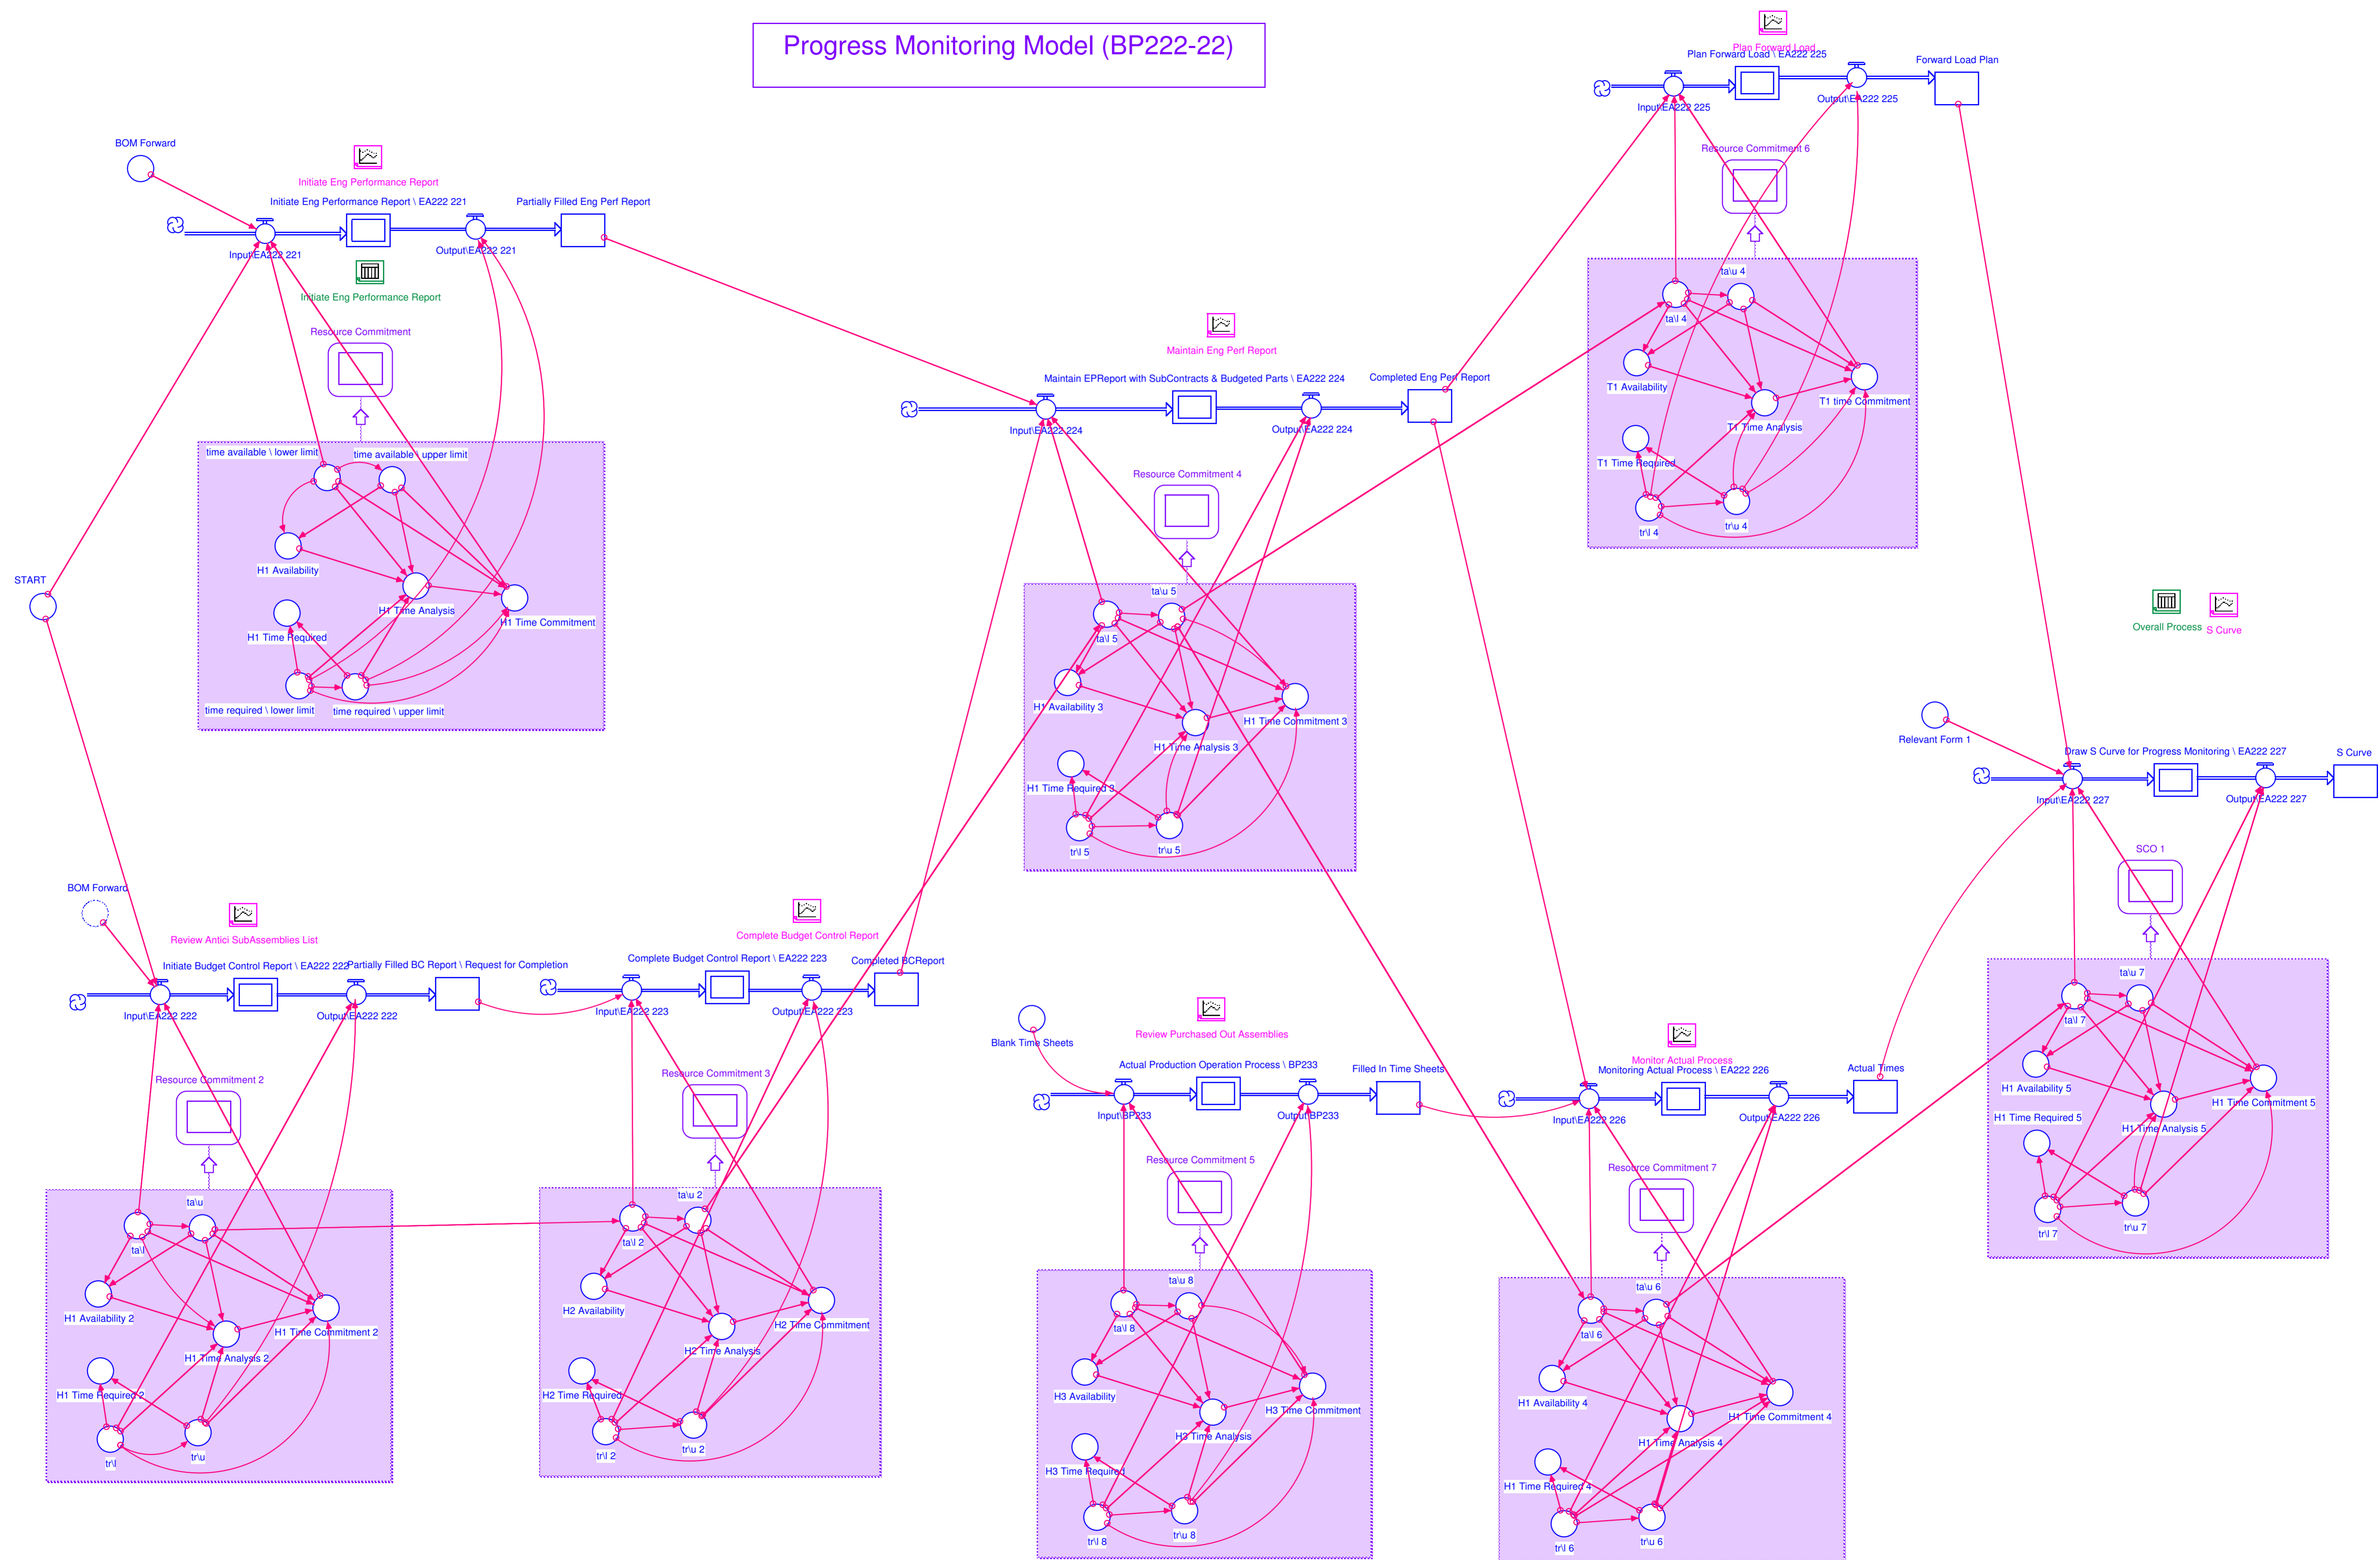 Progress Monitoring Model (BP222-22)
Plan Forward Load
Plan Forward Load \ EA222 225
Forward Load Plan
Input\EA222 225
Output\EA222 225
Resource Commitment 6
ta\u 4
ta\l 4
T1 Availability
T1 time Commitment
T1 Time Analysis
T1 Time Required
tr\l 4
tr\u 4
BOM Forward
Initiate Eng Performance Report
Initiate Eng Performance Report \ EA222 221
Partially Filled Eng Perf Report
Input\EA222 221
Output\EA222 221
Initiate Eng Performance Report
Resource Commitment
time available \ lower limit
time available \ upper limit
H1 Availability
H1 Time Analysis
H1 Time Commitment
H1 Time Required
time required \ lower limit
time required \ upper limit
START
Maintain Eng Perf Report
Maintain EPReport with SubContracts & Budgeted Parts \ EA222 224
Completed Eng Perf Report
Input\EA222 224
Output\EA222 224
Resource Commitment 4
ta\u 5
ta\l 5
H1 Availability 3
H1 Time Commitment 3
H1 Time Analysis 3
H1 Time Required 3
tr\l 5
tr\u 5
Overall Process
S Curve
Relevant Form 1
Draw S Curve for Progress Monitoring \ EA222 227
S Curve
Input\EA222 227
Output\EA222 227
SCO 1
ta\u 7
ta\l 7
H1 Availability 5
H1 Time Commitment 5
H1 Time Required 5
H1 Time Analysis 5
tr\l 7
tr\u 7
BOM Forward
Review Antici SubAssemblies List
Initiate Budget Control Report \ EA222 222
Partially Filled BC Report \ Request for Completion
Input\EA222 222
Output\EA222 222
Resource Commitment 2
ta\u
ta\l
H1 Availability 2
H1 Time Commitment 2
H1 Time Analysis 2
H1 Time Required 2
tr\l
tr\u
Complete Budget Control Report
Complete Budget Control Report \ EA222 223
Completed BCReport
Input\EA222 223
Output\EA222 223
Resource Commitment 3
ta\u 2
ta\l 2
H2 Availability
H2 Time Commitment
H2 Time Analysis
H2 Time Required
tr\l 2
tr\u 2
Blank Time Sheets
Review Purchased Out Assemblies
Actual Production Operation Process \ BP233
Filled In Time Sheets
Input\BP233
Output\BP233
Resource Commitment 5
ta\u 8
ta\l 8
H3 Availability
H3 Time Commitment
H3 Time Analysis
H3 Time Required
tr\l 8
tr\u 8
Monitor Actual Process
Monitoring Actual Process \ EA222 226
Actual Times
Input\EA222 226
Output\EA222 226
Resource Commitment 7
ta\u 6
ta\l 6
H1 Availability 4
H1 Time Commitment 4
H1 Time Analysis 4
H1 Time Required 4
tr\l 6
tr\u 6